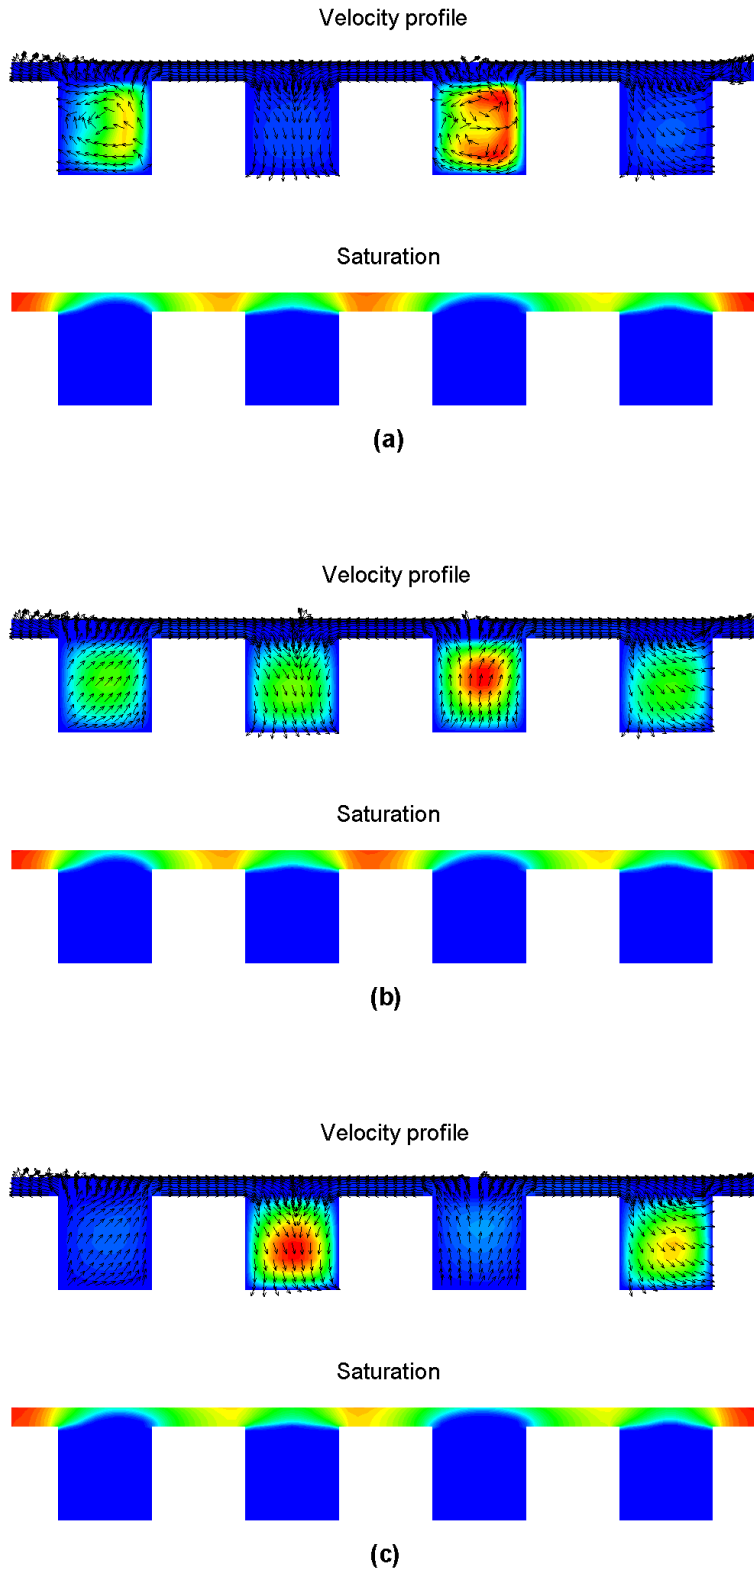 Velocity profile
Saturation
(a)
Velocity profile
Saturation
(b)
Velocity profile
Saturation
(c)